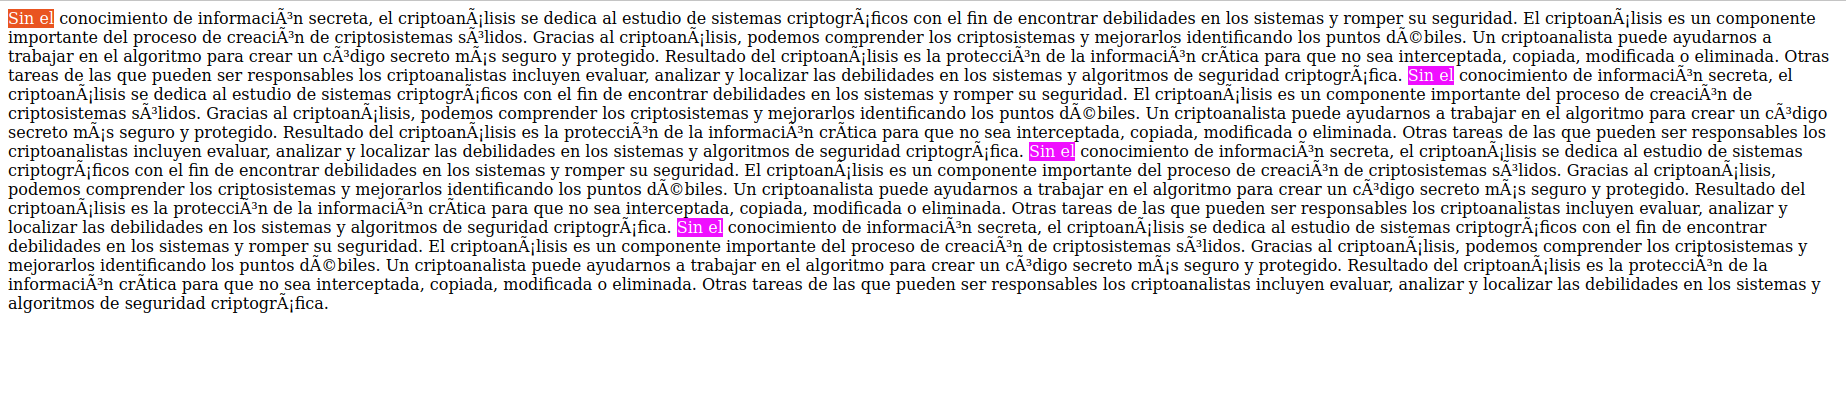 Sin el conocimiento de informaciÃ³n secreta, el criptoanÃ¡lisis se dedica al estudio de sistemas criptogrÃ¡ficos con el fin de encontrar debilidades en los sistemas y romper su seguridad. El criptoanÃ¡lisis es un componente
importante del proceso de creaciÃ³n de criptosistemas sÃ³lidos. Gracias al criptoanÃ¡lisis, podemos comprender los criptosistemas y mejorarlos identificando los puntos dÃ©biles. Un criptoanalista puede ayudarnos a
trabajar en el algoritmo para crear un cÃ³digo secreto mÃ¡s seguro y protegido. Resultado del criptoanÃ¡lisis es la protecciÃ³n de la informaciÃ³n crÃtica para que no sea interceptada, copiada, modificada o eliminada. Otras
tareas de las que pueden ser responsables los criptoanalistas incluyen evaluar, analizar y localizar las debilidades en los sistemas y algoritmos de seguridad criptogrÃ¡fica. Sin el conocimiento de informaciÃ³n secreta, el
criptoanÃ¡lisis se dedica al estudio de sistemas criptogrÃ¡ficos con el fin de encontrar debilidades en los sistemas y romper su seguridad. El criptoanÃ¡lisis es un componente importante del proceso de creaciÃ³n de
criptosistemas sÃ³lidos. Gracias al criptoanÃ¡lisis, podemos comprender los criptosistemas y mejorarlos identificando los puntos dÃ©biles. Un criptoanalista puede ayudarnos a trabajar en el algoritmo para crear un cÃ³digo
secreto mÃ¡s seguro y protegido. Resultado del criptoanÃ¡lisis es la protecciÃ³n de la informaciÃ³n crÃtica para que no sea interceptada, copiada, modificada o eliminada. Otras tareas de las que pueden ser responsables los
criptoanalistas incluyen evaluar, analizar y localizar las debilidades en los sistemas y algoritmos de seguridad criptogrÃ¡fica. Sin el conocimiento de informaciÃ³n secreta, el criptoanÃ¡lisis se dedica al estudio de sistemas
criptogrÃ¡ficos con el fin de encontrar debilidades en los sistemas y romper su seguridad. El criptoanÃ¡lisis es un componente importante del proceso de creaciÃ³n de criptosistemas sÃ³lidos. Gracias al criptoanÃ¡lisis,
podemos comprender los criptosistemas y mejorarlos identificando los puntos dÃ©biles. Un criptoanalista puede ayudarnos a trabajar en el algoritmo para crear un cÃ³digo secreto mÃ¡s seguro y protegido. Resultado del
criptoanÃ¡lisis es la protecciÃ³n de la informaciÃ³n crÃtica para que no sea interceptada, copiada, modificada o eliminada. Otras tareas de las que pueden ser responsables los criptoanalistas incluyen evaluar, analizar y
localizar las debilidades en los sistemas y algoritmos de seguridad criptogrÃ¡fica. Sin el conocimiento de informaciÃ³n secreta, el criptoanÃ¡lisis se dedica al estudio de sistemas criptogrÃ¡ficos con el fin de encontrar
debilidades en los sistemas y romper su seguridad. El criptoanÃ¡lisis es un componente importante del proceso de creaciÃ³n de criptosistemas sÃ³lidos. Gracias al criptoanÃ¡lisis, podemos comprender los criptosistemas y
mejorarlos identificando los puntos dÃ©biles. Un criptoanalista puede ayudarnos a trabajar en el algoritmo para crear un cÃ³digo secreto mÃ¡s seguro y protegido. Resultado del criptoanÃ¡lisis es la protecciÃ³n de la
informaciÃ³n crÃtica para que no sea interceptada, copiada, modificada o eliminada. Otras tareas de las que pueden ser responsables los criptoanalistas incluyen evaluar, analizar y localizar las debilidades en los sistemas y
algoritmos de seguridad criptogrÃ¡fica.